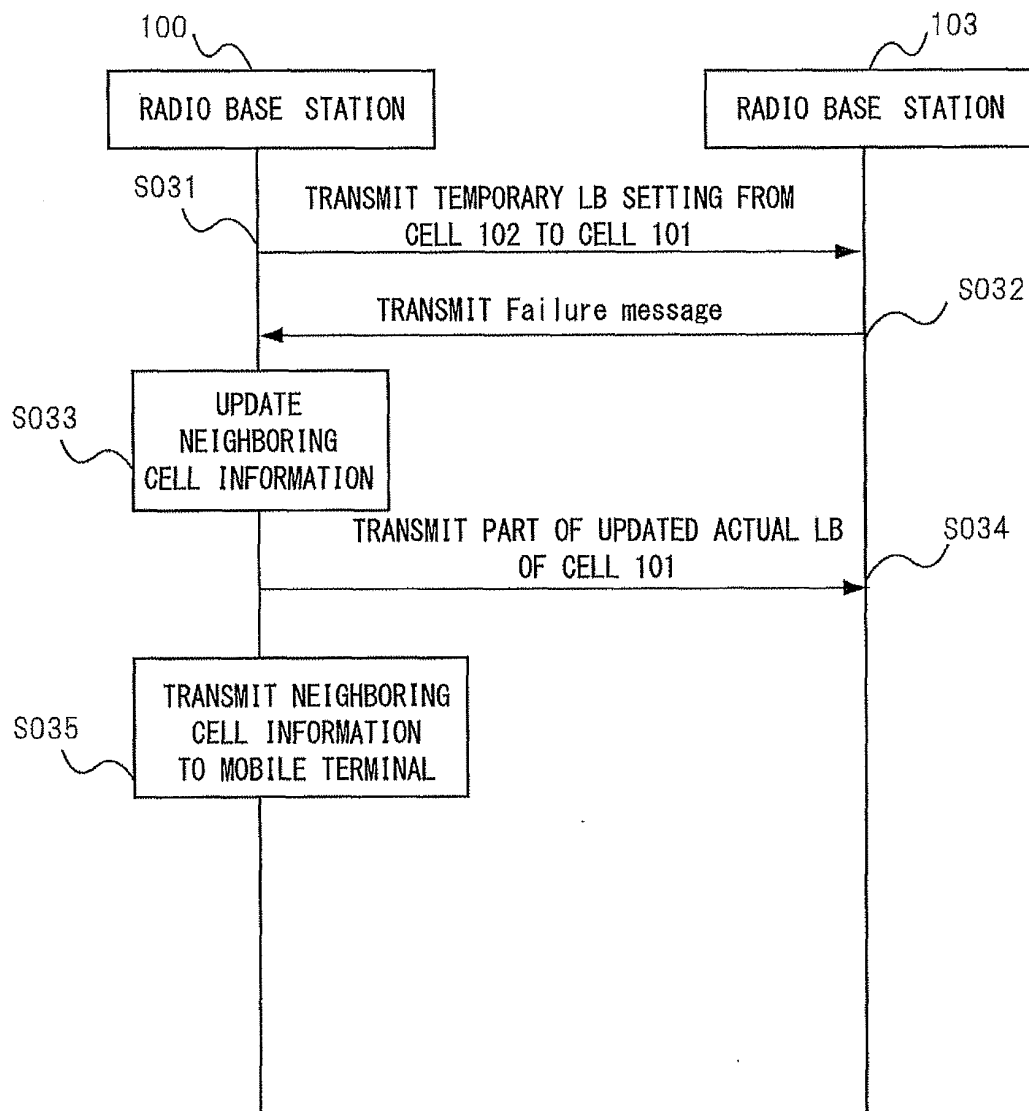 100
103
RADIO BASE STATION
RADIO BASE STATION
S031
TRANSMIT TEMPORARY LB SETTING FROM
CELL 102 TO CELL 101
S032
TRANSMIT Failure message
S033
UPDATE
NEIGHBORING
CELL INFORMATION
TRANSMIT PART OF UPDATED ACTUAL LB
OF CELL 101
S034
S035
TRANSMIT NEIGHBORING
CELL INFORMATION
TO MOBILE TERMINAL